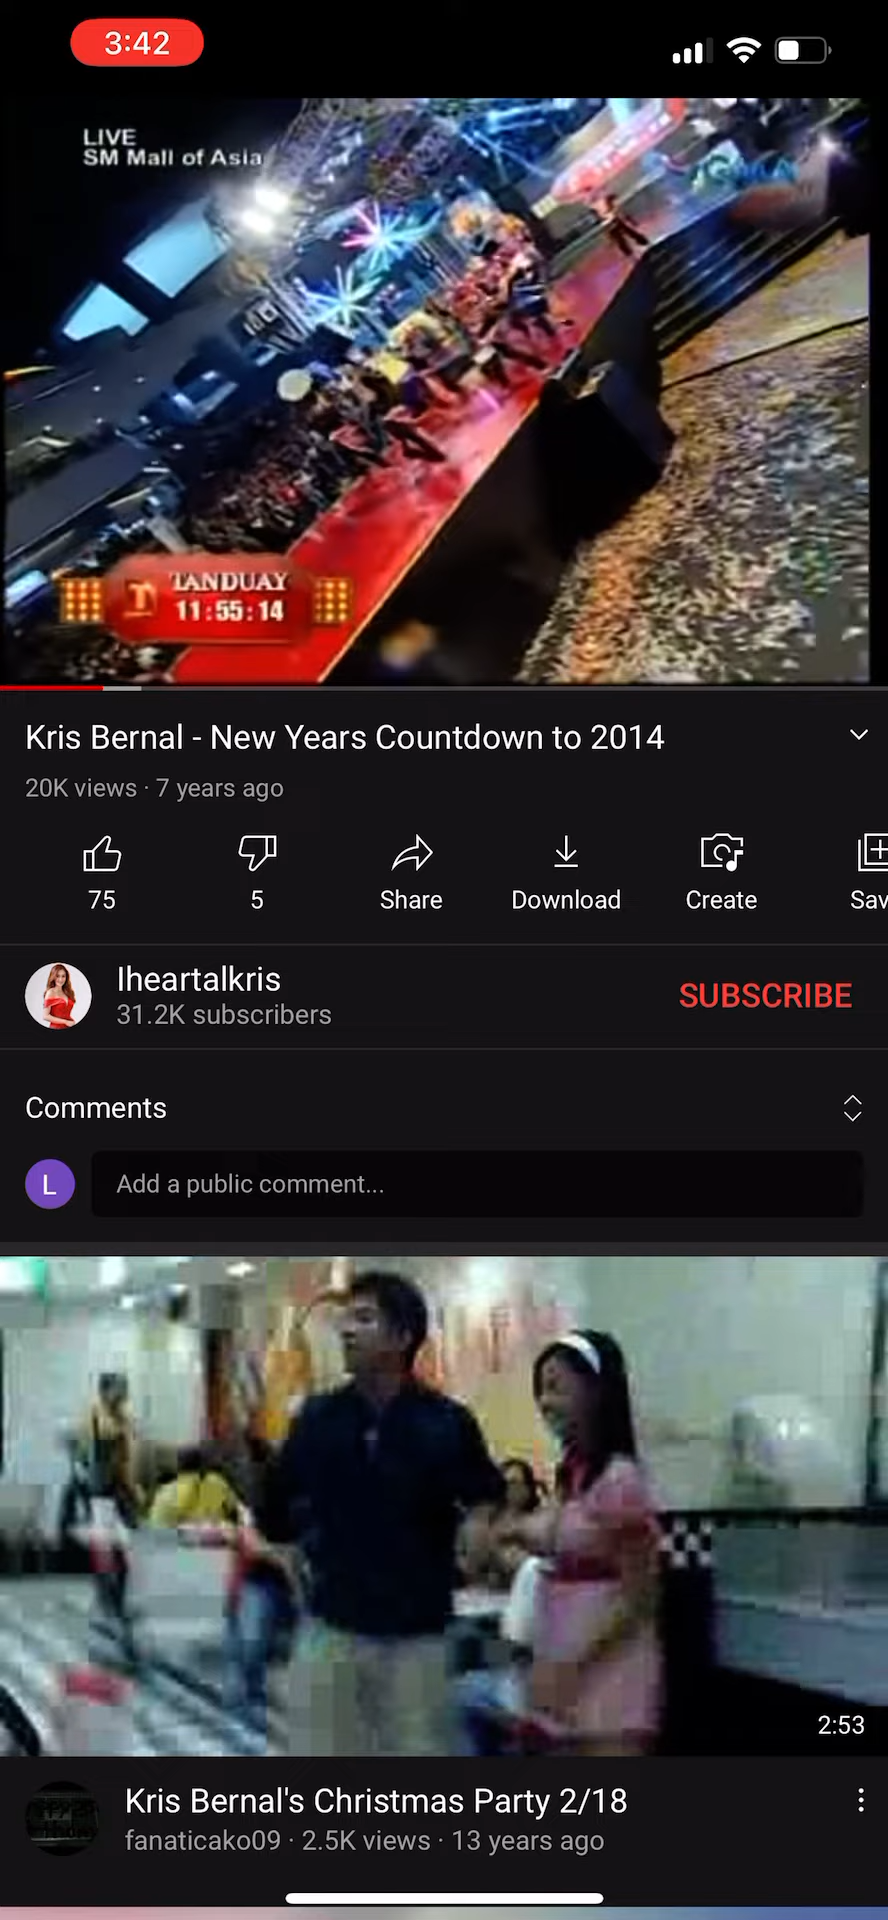 3:42
LIVE
SM Mall of Asia
TANDUAY
11:55:14
Kris Bernal - New Years Countdown to 2014
20K views · 7 years ago
75
5
Share
Download
Create
Sav
Iheartalkris
31.2K subscribers
SUBSCRIBE
Comments
L
Add a public comment...
2:53
Kris Bernal's Christmas Party 2/18
fanaticako09 · 2.5K views · 13 years ago